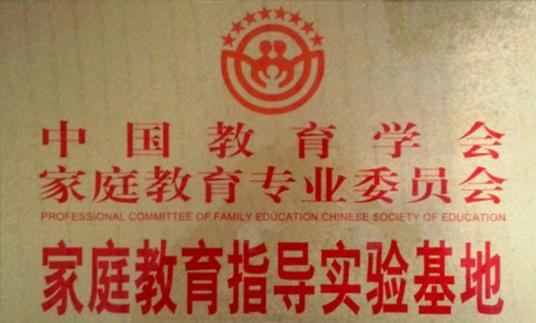 中国教育学会
家庭教育专业委员会
PROFESSIONAL COMMITTEE OF FAMILY EDUCATION,CHINESE SOCIETY OF EDUCATION
家庭教育指导实验基地